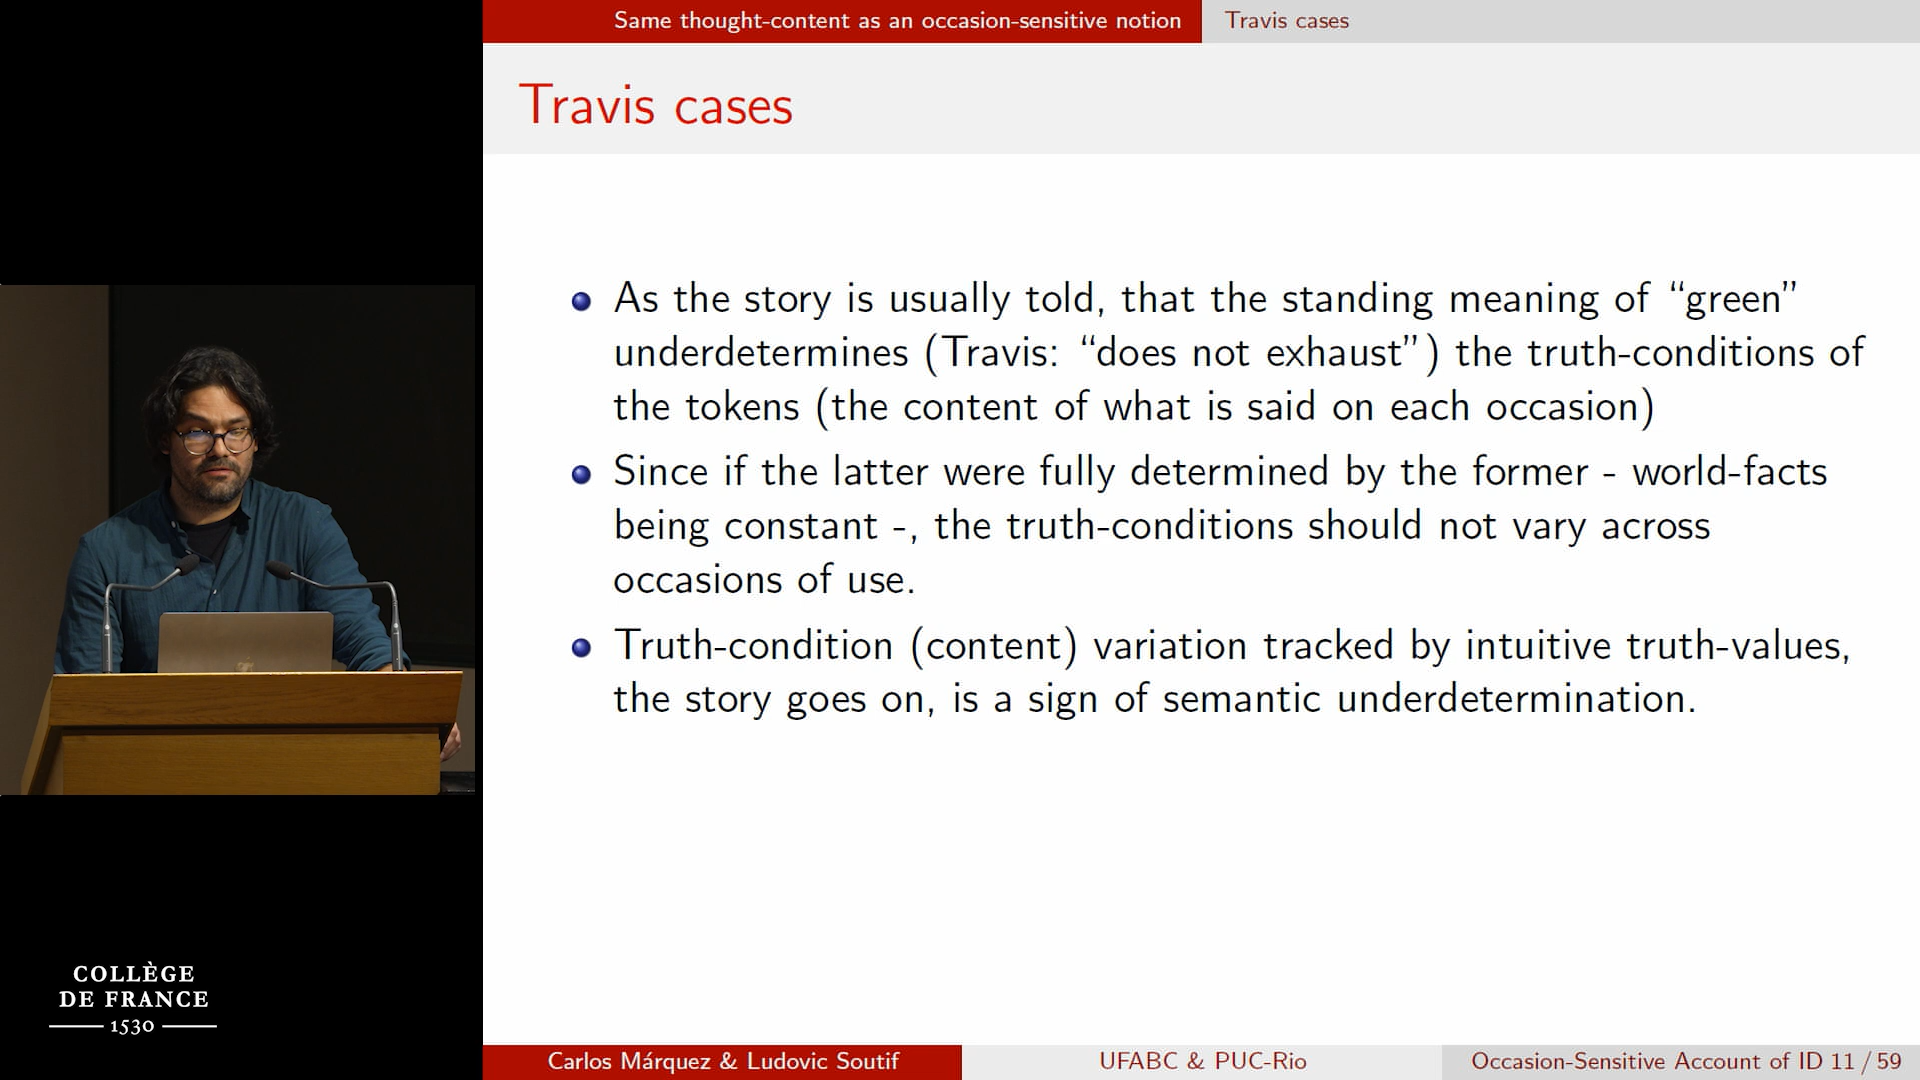 Same thought-content as an occasion-sensitive notion
Travis cases
Travis cases
As the story is usually told, that the standing meaning of “green”
underdetermines (Travis: “does not exhaust”) the truth-conditions of
the tokens (the content of what is said on each occasion)
Since if the latter were fully determined by the former - world-facts
being constant -, the truth-conditions should not vary across
occasions of use.
Truth-condition (content) variation tracked by intuitive truth-values,
the story goes on, is a sign of semantic underdetermination.
COLLÈGE
DE FRANCE
1530
Carlos Márquez & Ludovic Soutif
UFABC & PUC-Rio
Occasion-Sensitive Account of ID 11 / 59